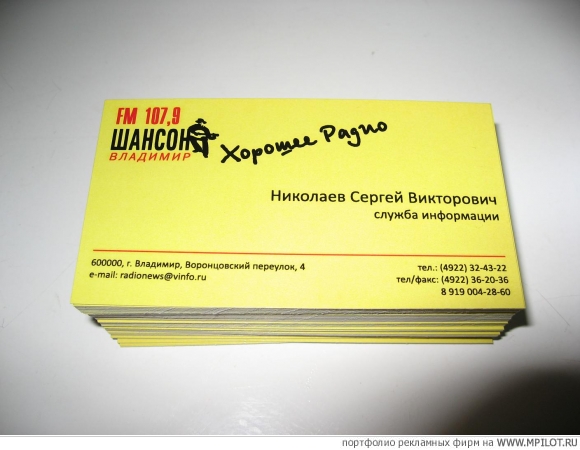 FM 107,9
ШАНСОН
ВЛАДИМИР
Хорошее Радио
Николаев Сергей Викторович
служба информации
600000, г. Владимир, Воронцовский переулок, 4
e-mail: radionews@vinfo.ru
тел.: (4922) 32-43-22
тел/факс: (4922) 36-20-36
8 919 004-28-60
портфолио рекламных фирм на WWW.MPILOT.RU